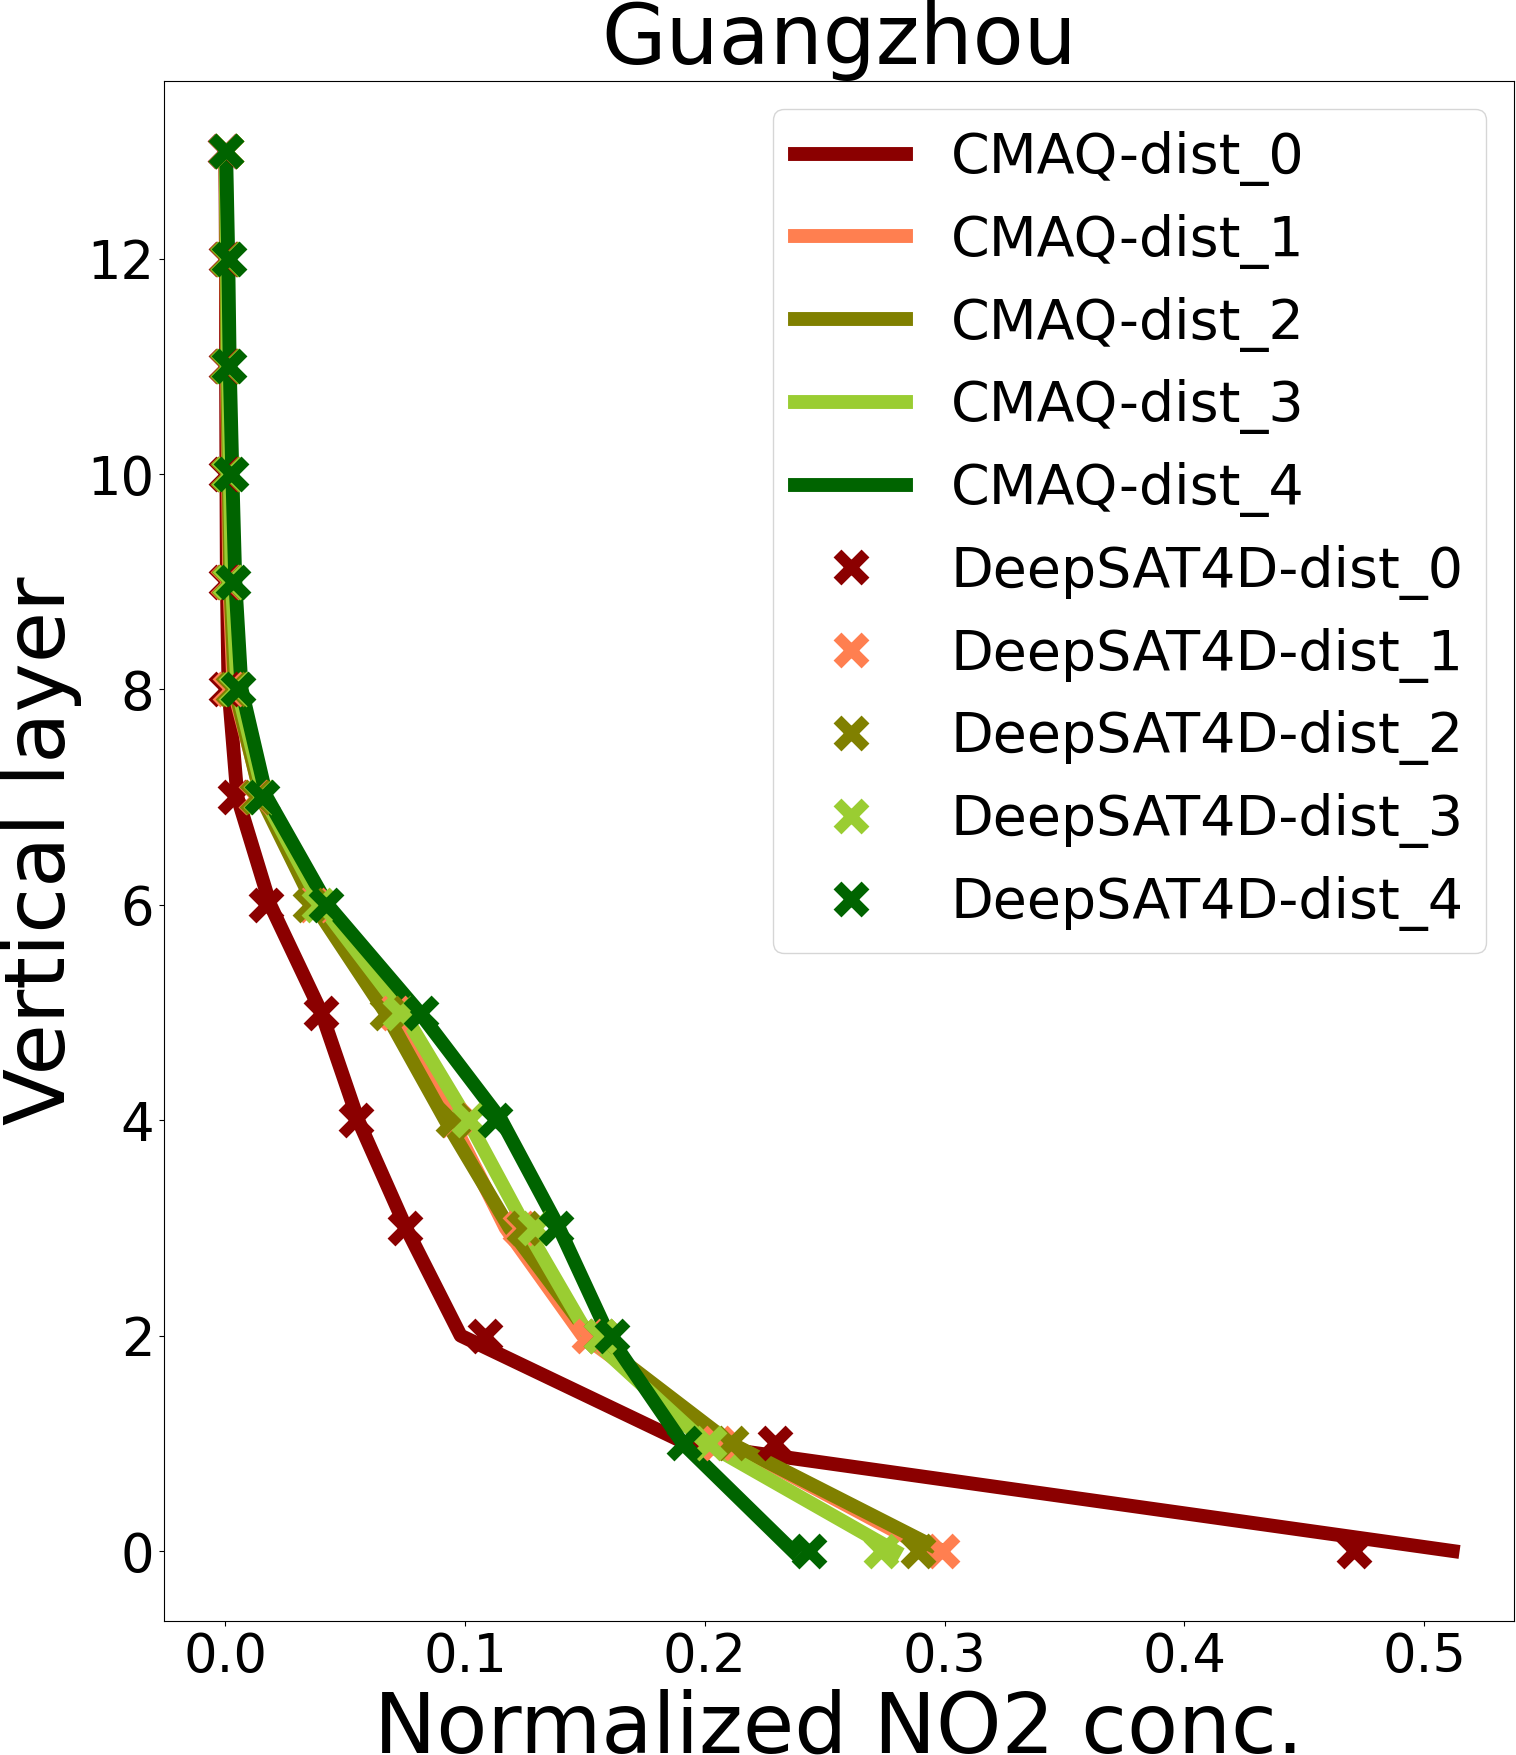 Guangzhou
CMAQ-dist_0
CMAQ-dist_1
CMAQ-dist_2
CMAQ-dist_3
CMAQ-dist_4
DeepSAT4D-dist_0
DeepSAT4D-dist_1
DeepSAT4D-dist_2
DeepSAT4D-dist_3
DeepSAT4D-dist_4
Vertical layer
12
10
8
6
4
2
0
0.0 0.1 0.2 0.3 0.4 0.5
Normalized NO2 conc.